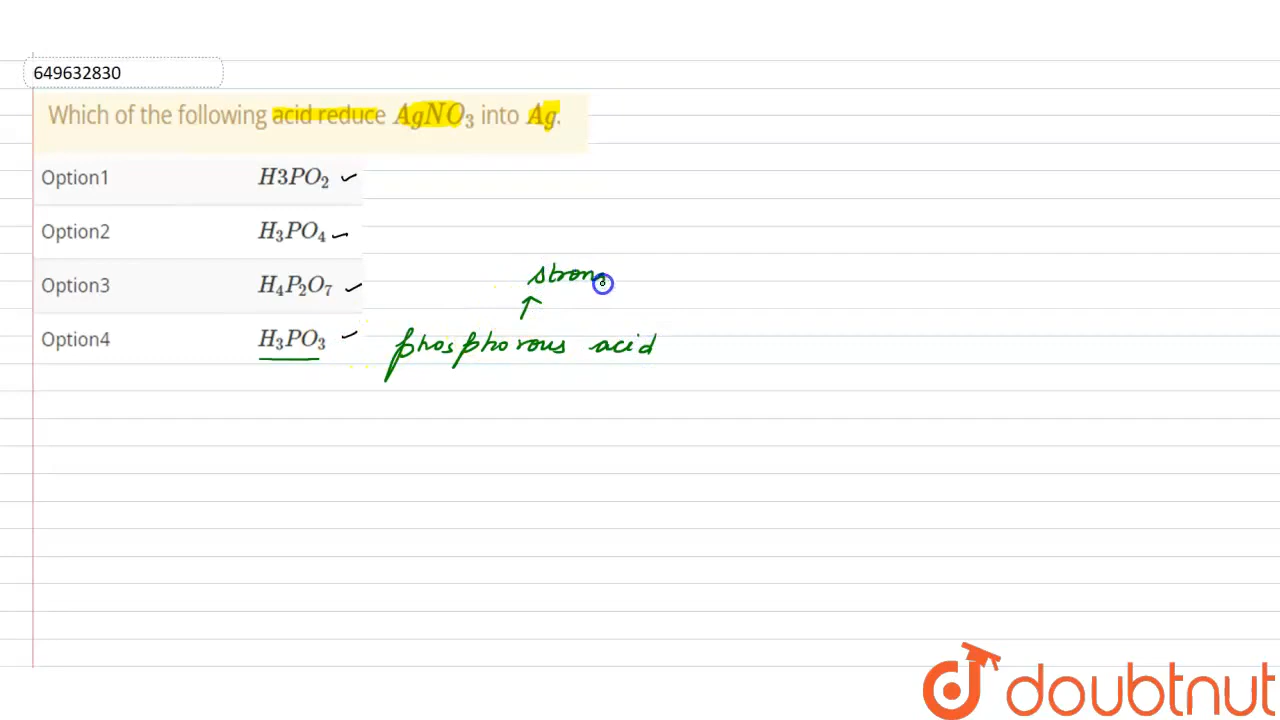 649632830
Which of the following acid reduce AgNO₃ into Ag.
Option1 H3PO₂
Option2 H₃PO₄
Option3 H₄P₂O₇
Option4 H₃PO₃
strong
↑
phosphorous acid
doubtnut